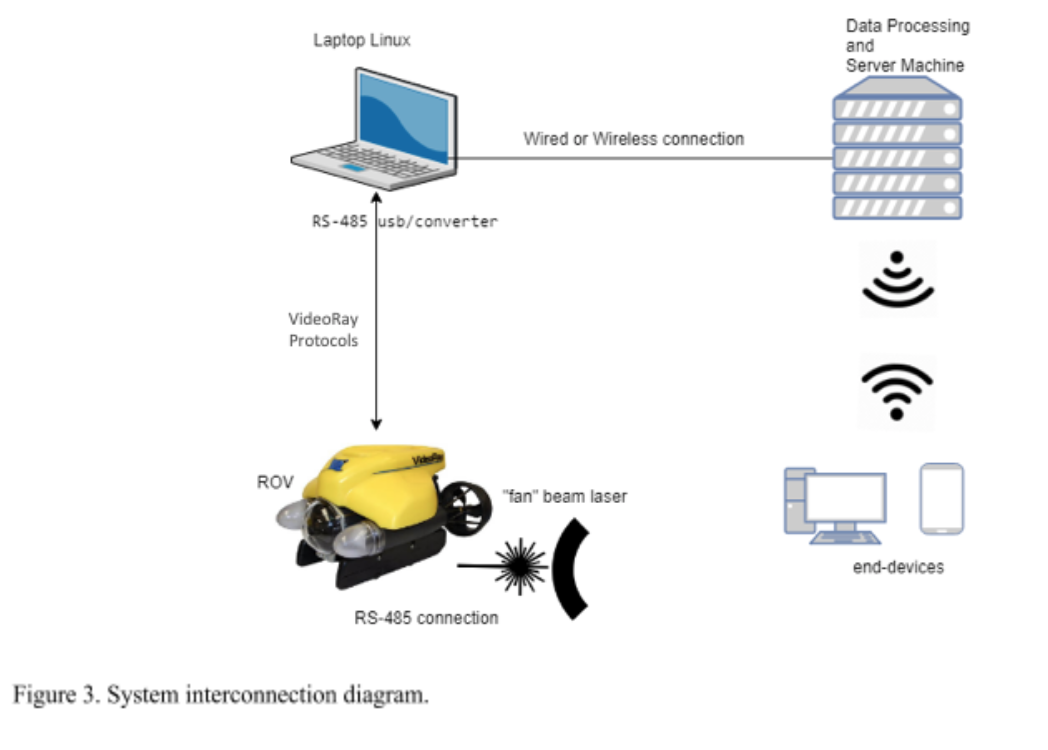 Laptop Linux
Data Processing
and
Server Machine
Wired or Wireless connection
RS-485 usb/converter
VideoRay
Protocols
ROV
VideoRay
"fan" beam laser
RS-485 connection
end-devices
Figure 3. System interconnection diagram.